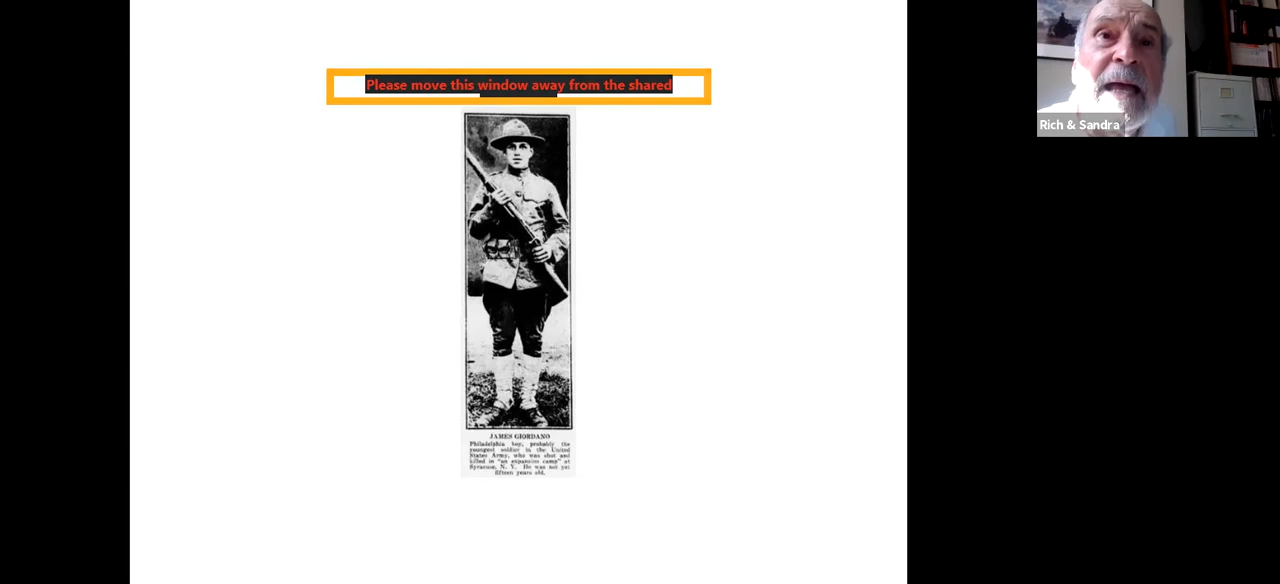 Please move this window away from the shared
Rich & Sandra
JAMES GIORDANO
Philadelphia boy, probably the
youngest soldier in the United
States Army, who was shot and
killed in "an expansion camp" at
Syracuse, N. Y. He was not yet
fifteen years old.